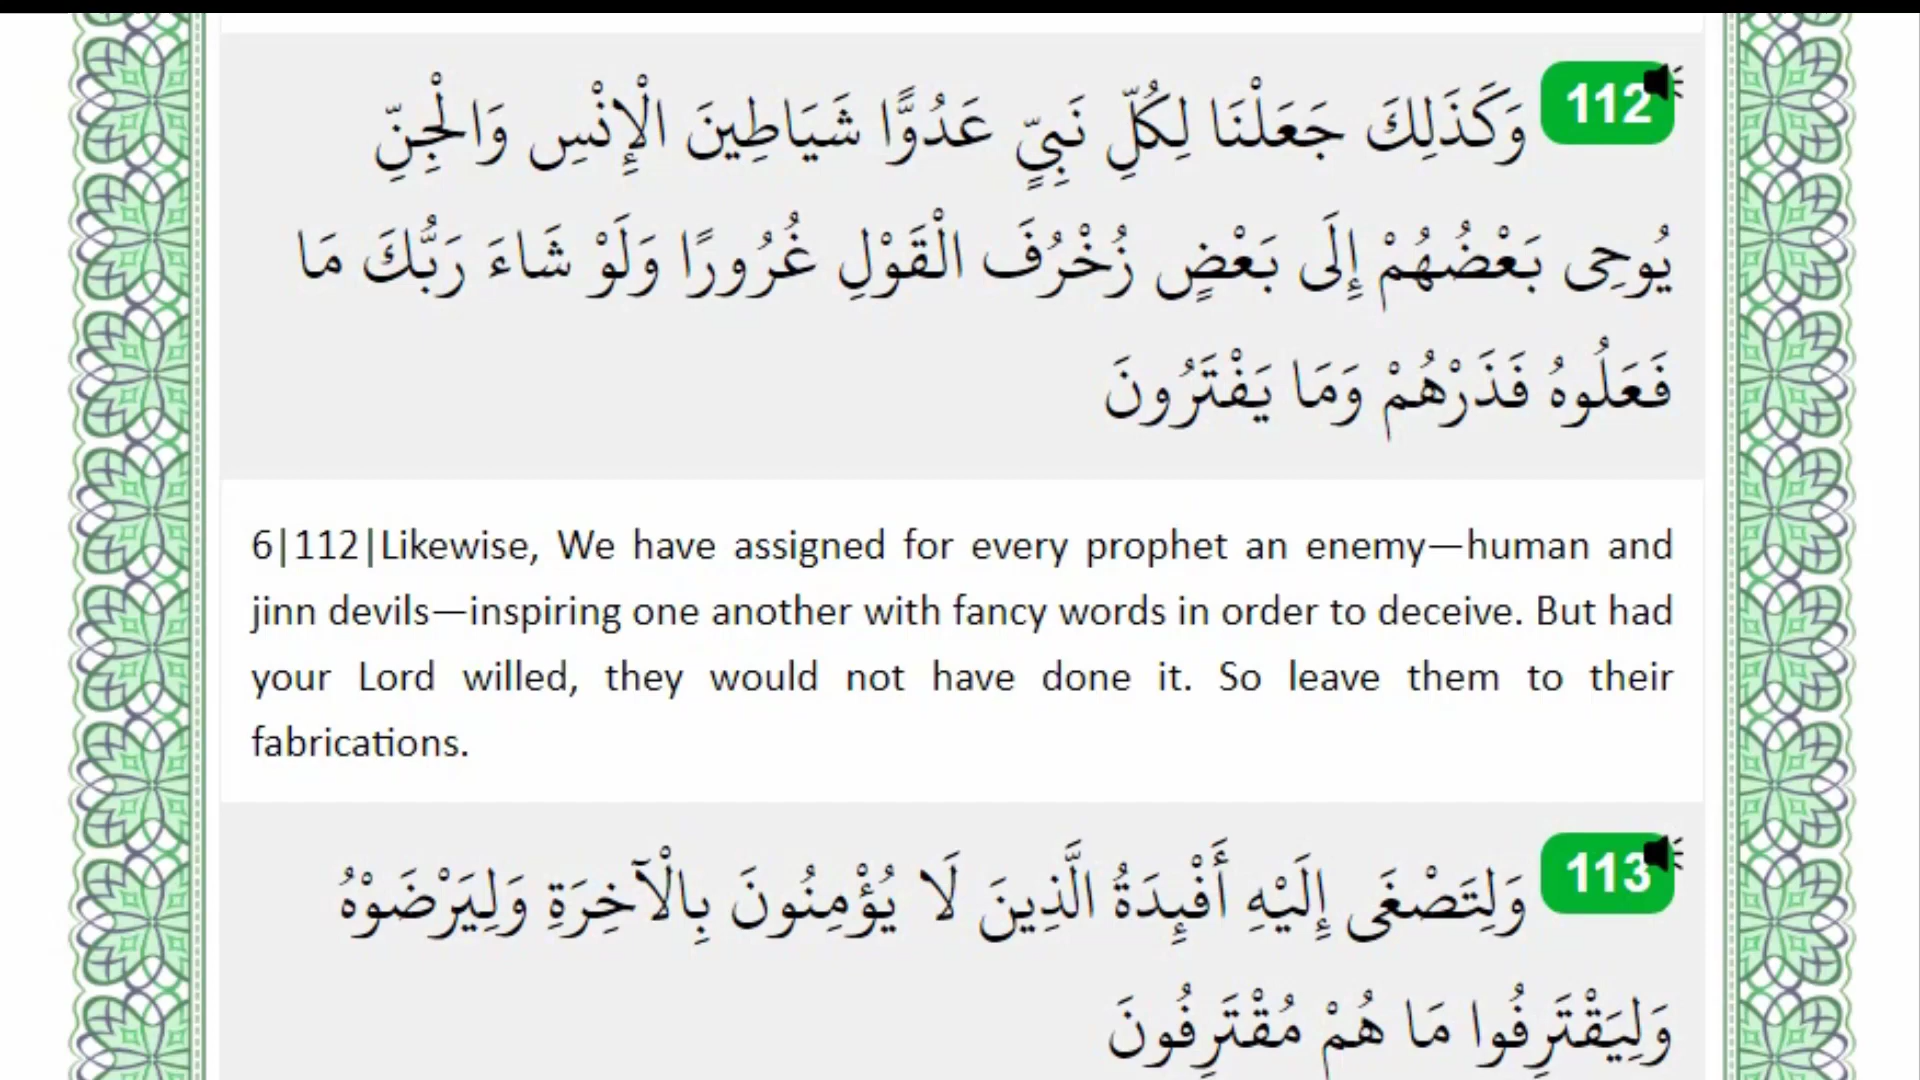 112 وَكَذَلِكَ جَعَلْنَا لِكُلِّ نَبِيٍّ عَدُوًّا شَيَاطِينَ الْإِنْسِ وَالْجِنِّ
يُوحِى بَعْضُهُمْ إِلَى بَعْضٍ زُخْرُفَ الْقَوْلِ غُرُورًا وَلَوْ شَاءَ رَبُّكَ مَا
فَعَلُوهُ فَذَرْهُمْ وَمَا يَفْتَرُونَ
6|112|Likewise, We have assigned for every prophet an enemy—human and
jinn devils—inspiring one another with fancy words in order to deceive. But had
your Lord willed, they would not have done it. So leave them to their
fabrications.
113 وَلِتَصْغَى إِلَيْهِ أَفْئِدَةُ الَّذِينَ لَا يُؤْمِنُونَ بِالْآخِرَةِ وَلِيَرْضَوْهُ
وَلِيَقْتَرِفُوا مَا هُمْ مُقْتَرِفُونَ